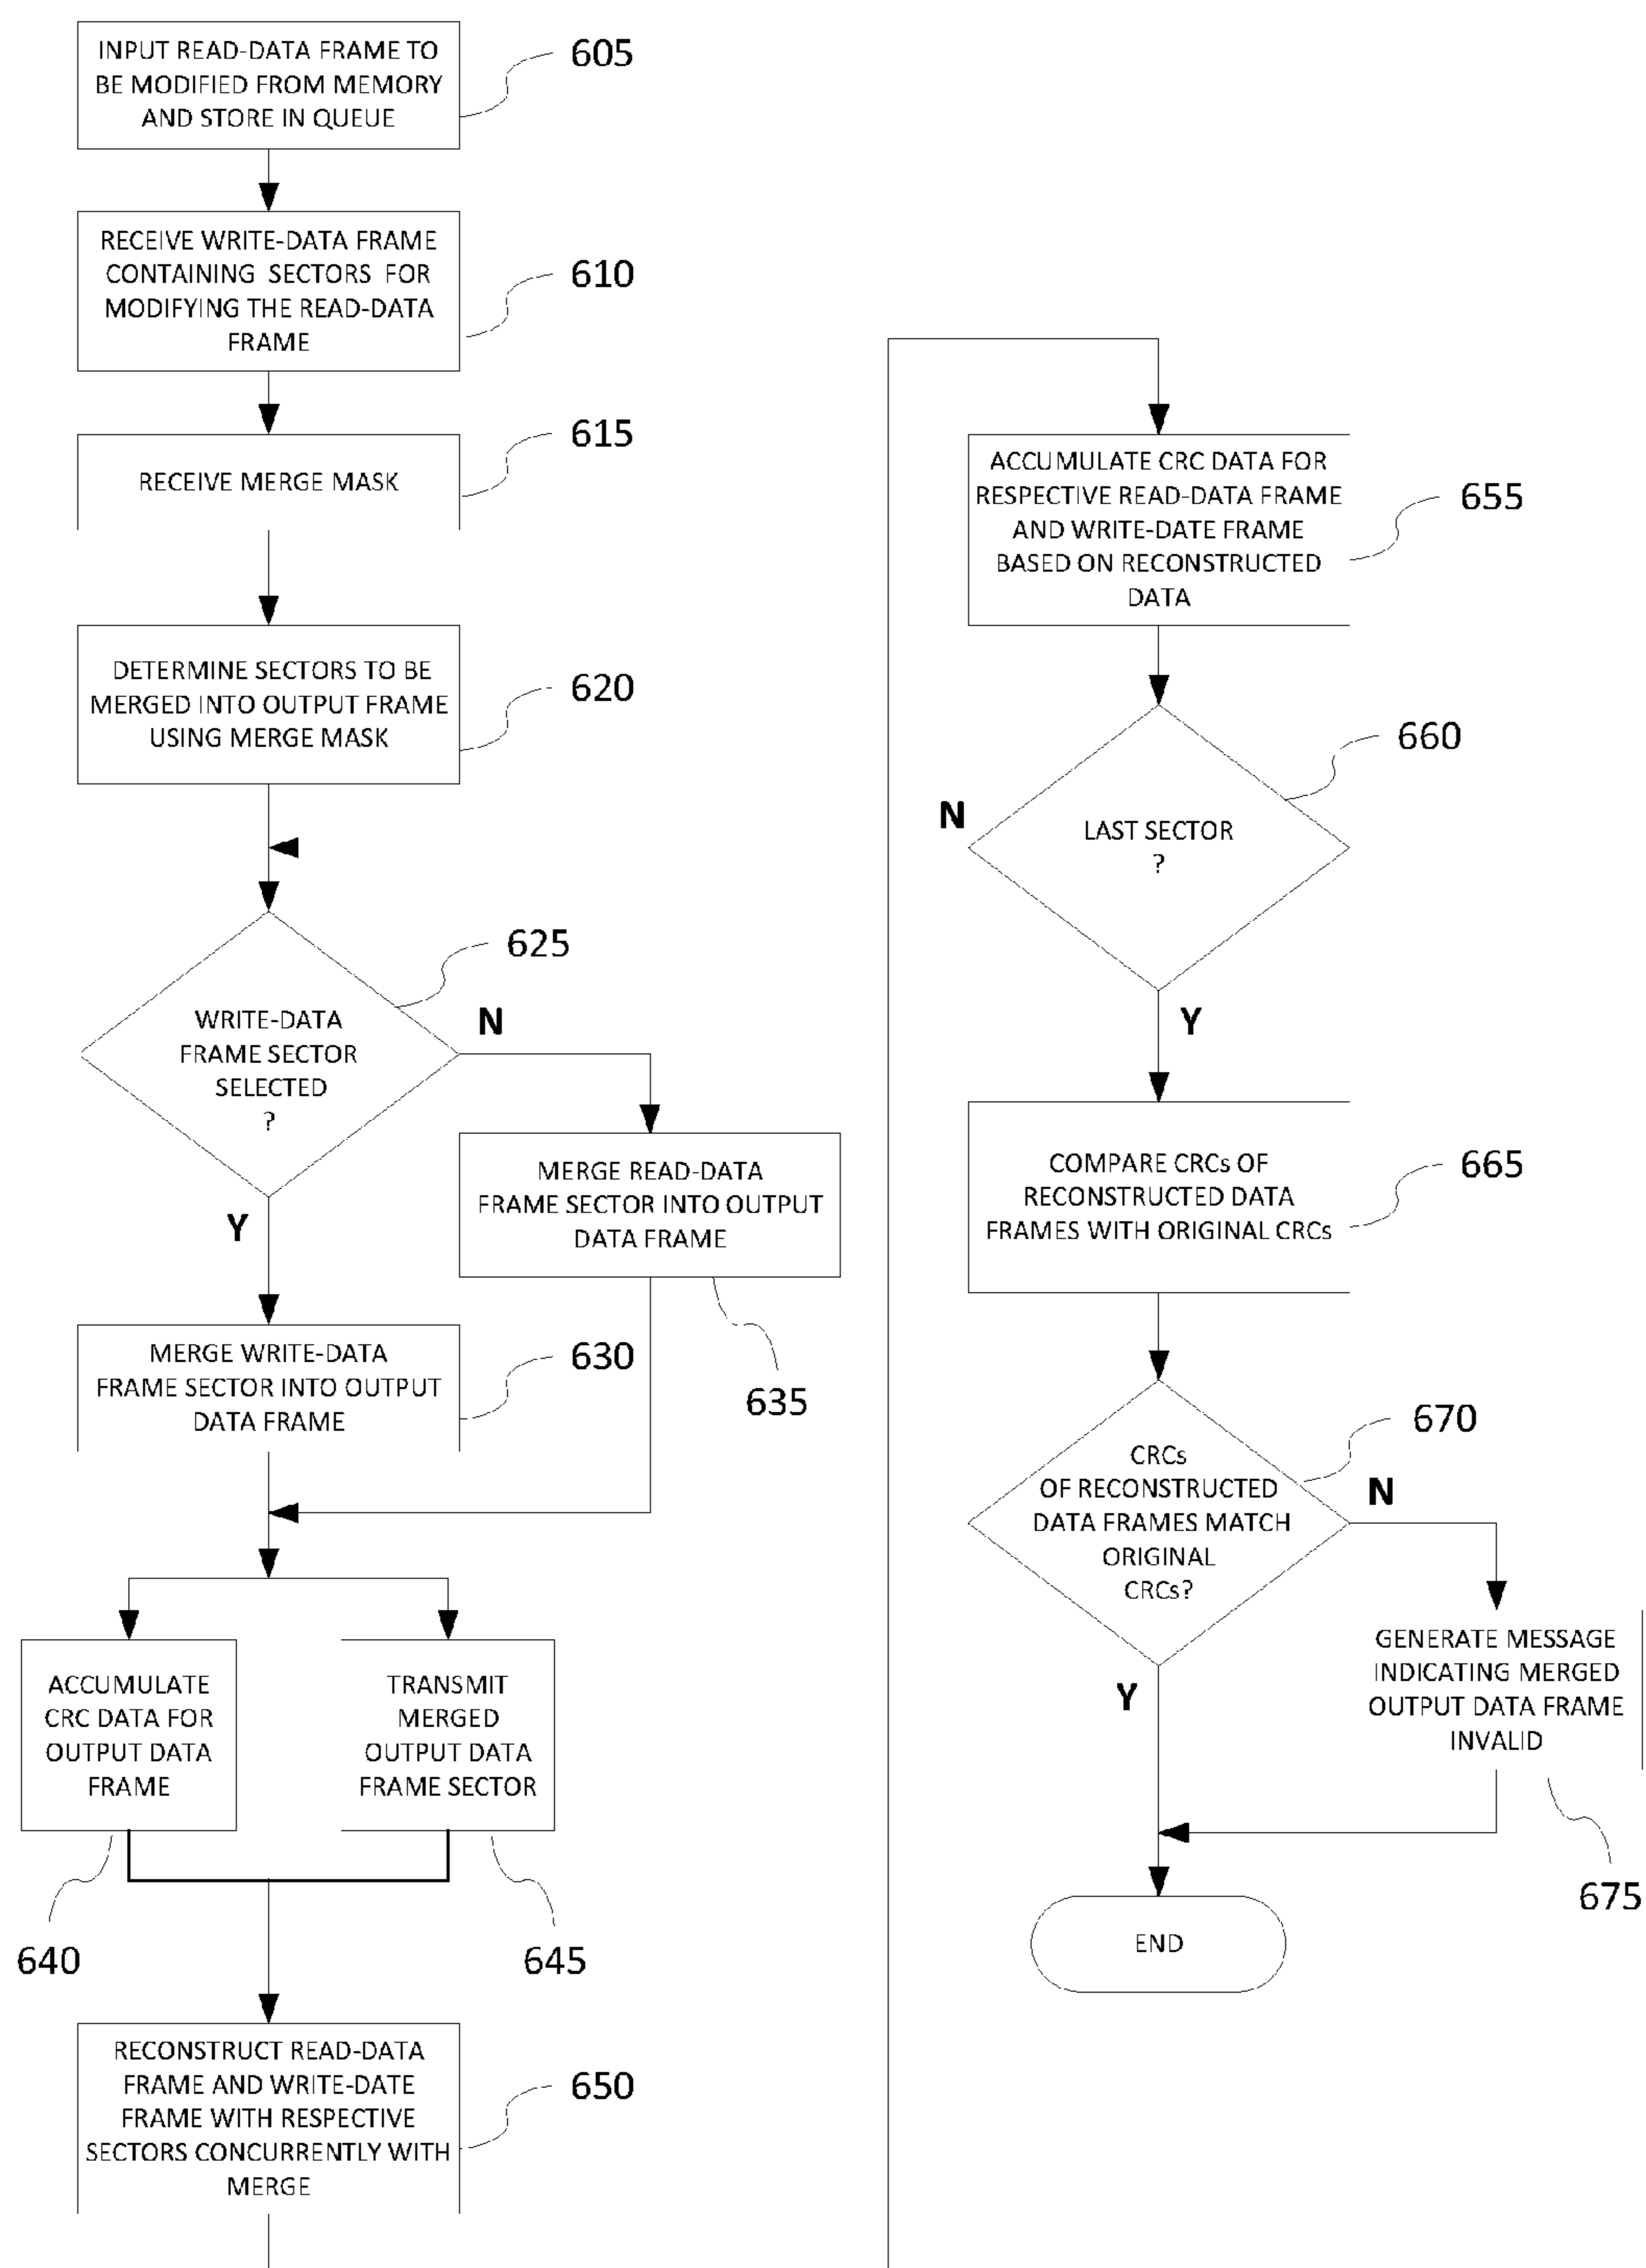 INPUT READ-DATA FRAME TO
BE MODIFIED FROM MEMORY
AND STORE IN QUEUE
605
RECEIVE WRITE-DATA FRAME
CONTAINING SECTORS FOR
MODIFYING THE READ-DATA
FRAME
610
RECEIVE MERGE MASK
615
DETERMINE SECTORS TO BE
MERGED INTO OUTPUT FRAME
USING MERGE MASK
620
WRITE-DATA
FRAME SECTOR
SELECTED
?
625
N
Y
MERGE READ-DATA
FRAME SECTOR INTO OUTPUT
DATA FRAME
635
MERGE WRITE-DATA
FRAME SECTOR INTO OUTPUT
DATA FRAME
630
ACCUMULATE
CRC DATA FOR
OUTPUT DATA
FRAME
640
TRANSMIT
MERGED
OUTPUT DATA
FRAME SECTOR
645
RECONSTRUCT READ-DATA
FRAME AND WRITE-DATE
FRAME WITH RESPECTIVE
SECTORS CONCURRENTLY WITH
MERGE
650
ACCUMULATE CRC DATA FOR
RESPECTIVE READ-DATA FRAME
AND WRITE-DATE FRAME
BASED ON RECONSTRUCTED
DATA
655
LAST SECTOR
?
660
N
Y
COMPARE CRCs OF
RECONSTRUCTED DATA
FRAMES WITH ORIGINAL CRCs
665
CRCs
OF RECONSTRUCTED
DATA FRAMES MATCH
ORIGINAL
CRCs?
670
N
Y
GENERATE MESSAGE
INDICATING MERGED
OUTPUT DATA FRAME
INVALID
675
END